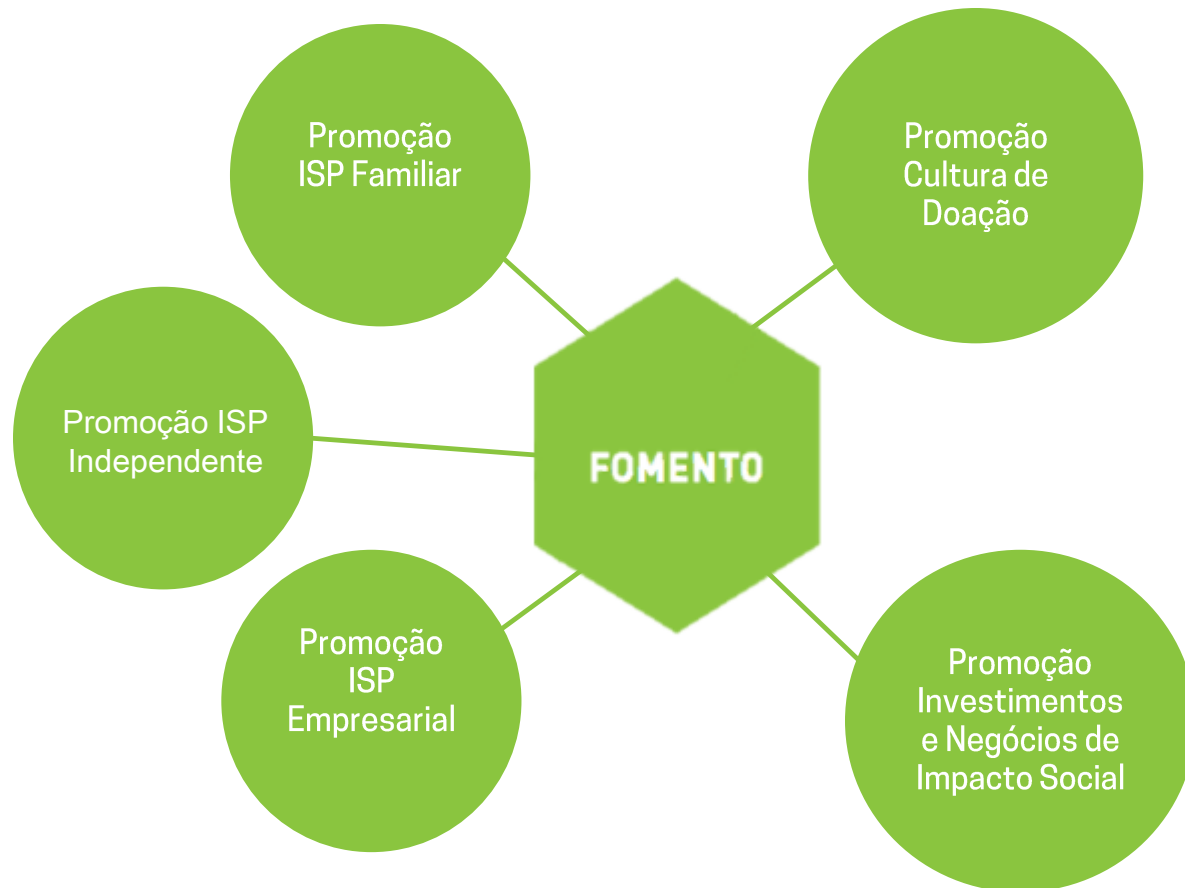 Promoção
ISP Familiar
Promoção
Cultura de
Doação
Promoção ISP
Independente
FOMENTO
Promoção
ISP
Empresarial
Promoção
Investimentos
e Negócios de
Impacto Social